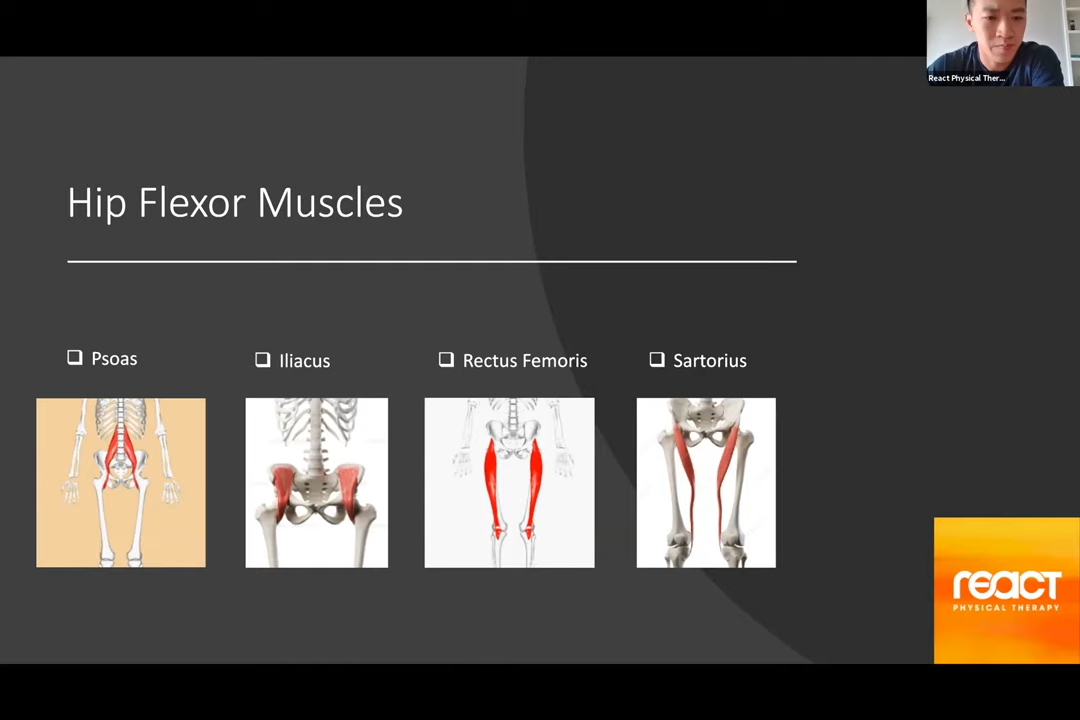 React Physical Ther...
Hip Flexor Muscles
Psoas
Iliacus
Rectus Femoris
Sartorius
react
PHYSICAL THERAPY